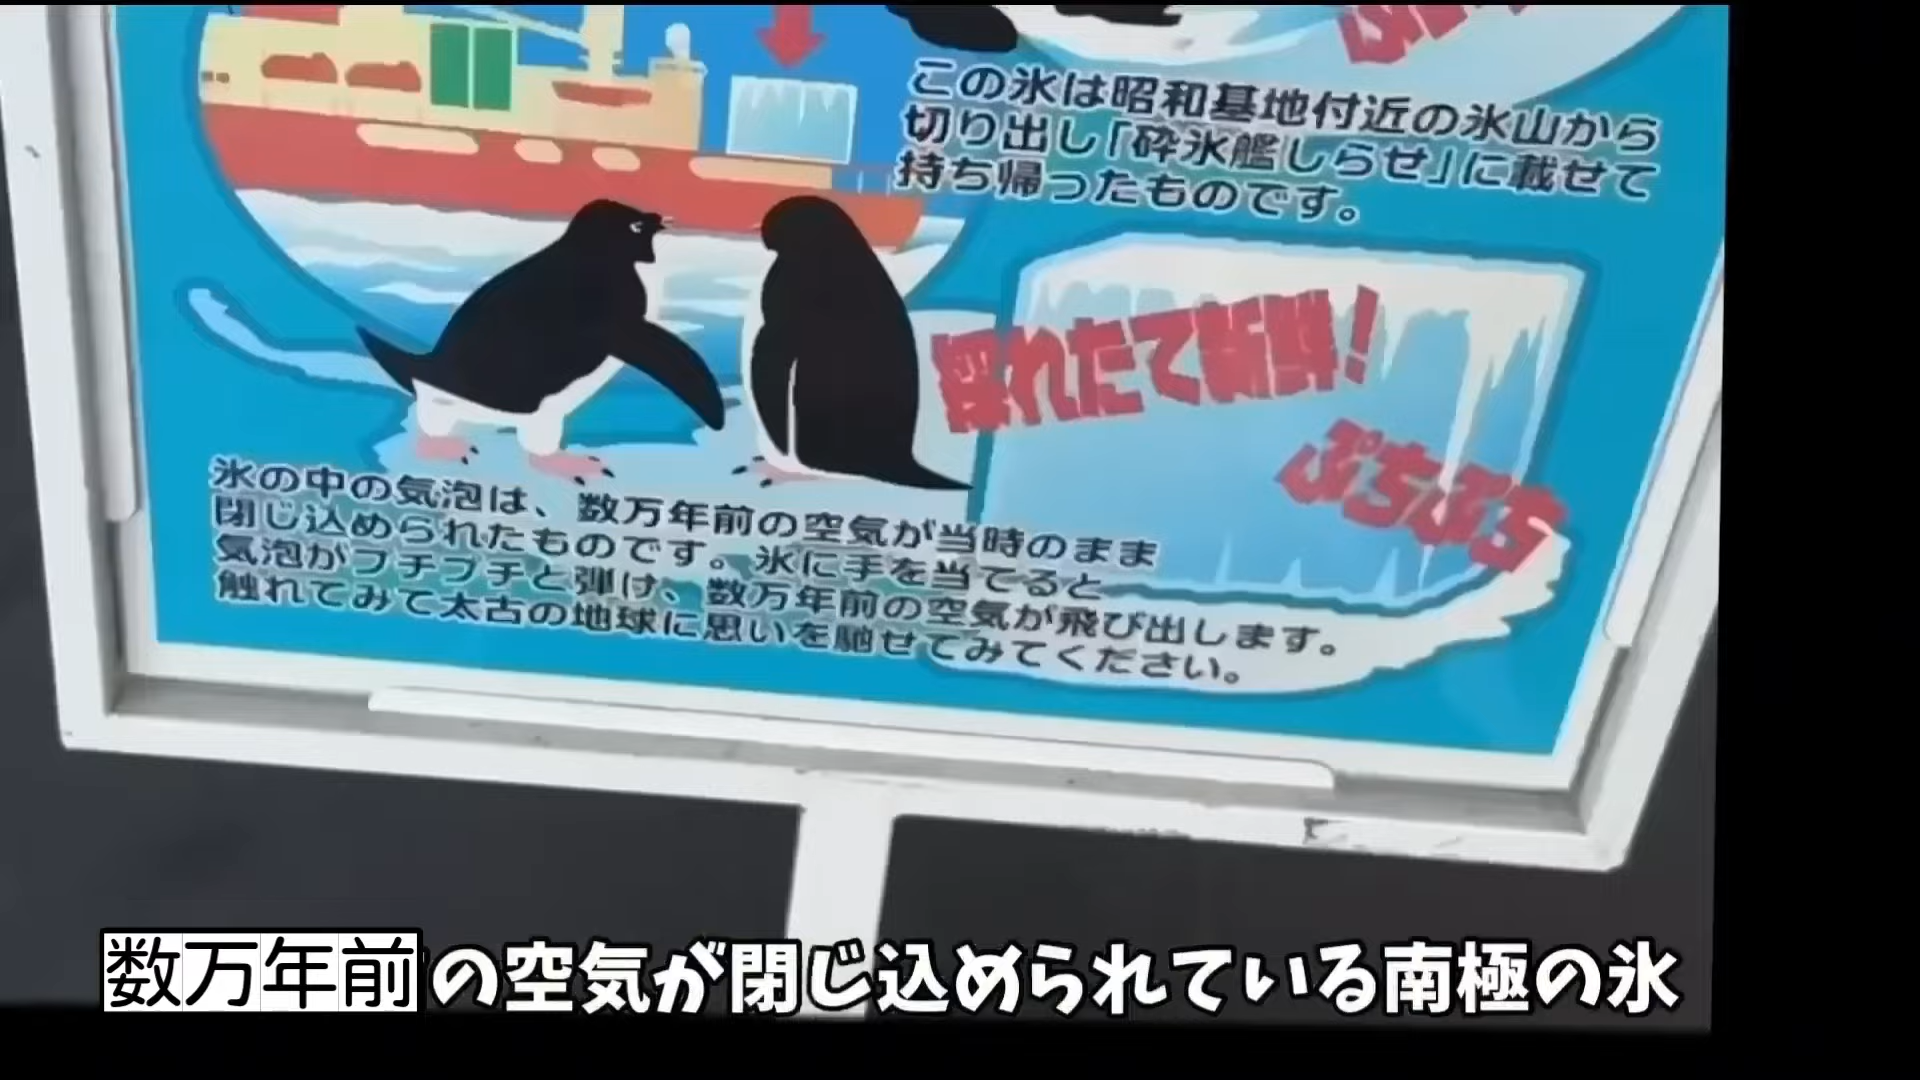 この氷は昭和基地付近の氷山から
切り出し「砕氷艦しらせ」に載せて
持ち帰ったものです。
採れたて新鮮!
ぷちぷち
氷の中の気泡は、数万年前の空気が当時のまま
閉じ込められたものです。氷に手を当てると
気泡がプチプチと弾け、数万年前の空気が飛び出します。
触れてみて太古の地球に思いを馳せてみてください。
数万年前の空気が閉じ込められている南極の氷